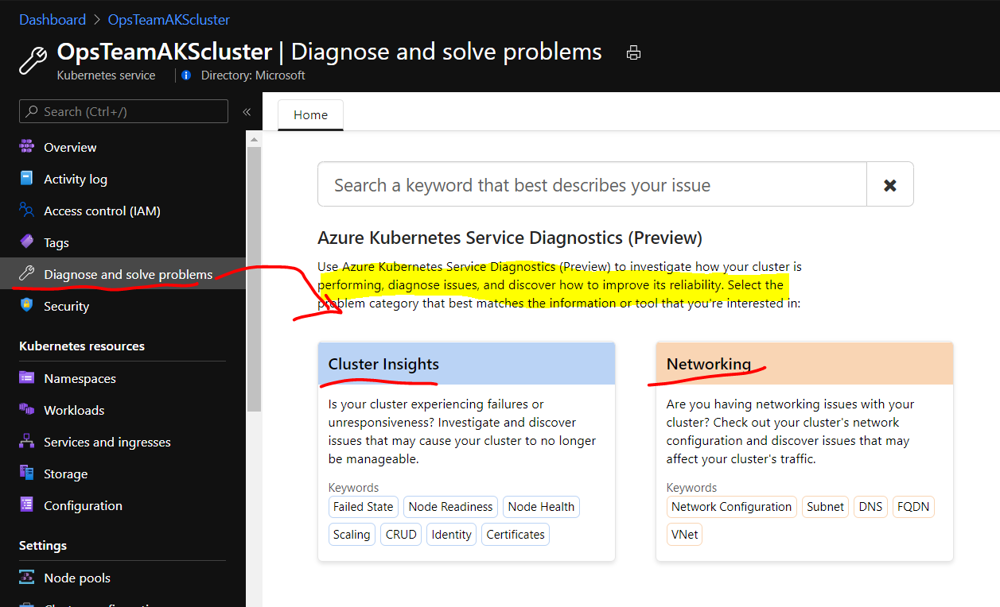 Dashboard > OpsTeamAKScluster
OpsTeamAKScluster | Diagnose and solve problems
Kubernetes service
Directory: Microsoft
Search (Ctrl+/)
«
Overview
Activity log
Access control (IAM)
Tags
Diagnose and solve problems
Security
Kubernetes resources
Namespaces
Workloads
Services and ingresses
Storage
Configuration
Settings
Node pools
Home
Search a keyword that best describes your issue
Azure Kubernetes Service Diagnostics (Preview)
Use Azure Kubernetes Service Diagnostics (Preview) to investigate how your cluster is
performing, diagnose issues, and discover how to improve its reliability. Select the
problem category that best matches the information or tool that you're interested in:
Cluster Insights
Is your cluster experiencing failures or
unresponsiveness? Investigate and discover
issues that may cause your cluster to no longer
be manageable.
Keywords
Failed State Node Readiness Node Health
Scaling CRUD Identity Certificates
Networking
Are you having networking issues with your
cluster? Check out your cluster's network
configuration and discover issues that may
affect your cluster's traffic.
Keywords
Network Configuration Subnet DNS FQDN
VNet